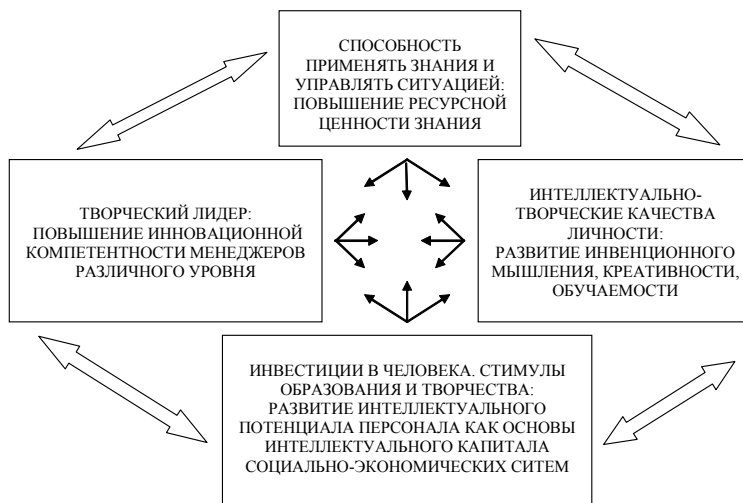 СПОСОБНОСТЬ
ПРИМЕНЯТЬ ЗНАНИЯ И
УПРАВЛЯТЬ СИТУАЦИЕЙ:
ПОВЫШЕНИЕ РЕСУРСНОЙ
ЦЕННОСТИ ЗНАНИЯ
ТВОРЧЕСКИЙ ЛИДЕР:
ПОВЫШЕНИЕ ИННОВАЦИОННОЙ
КОМПЕТЕНТНОСТИ МЕНЕДЖЕРОВ
РАЗЛИЧНОГО УРОВНЯ
ИНТЕЛЛЕКТУАЛЬНО-
ТВОРЧЕСКИЕ КАЧЕСТВА
ЛИЧНОСТИ:
РАЗВИТИЕ ИНВЕНЦИОННОГО
МЫШЛЕНИЯ, КРЕАТИВНОСТИ,
ОБУЧАЕМОСТИ
ИНВЕСТИЦИИ В ЧЕЛОВЕКА. СТИМУЛЫ
ОБРАЗОВАНИЯ И ТВОРЧЕСТВА:
РАЗВИТИЕ ИНТЕЛЛЕКТУАЛЬНОГО
ПОТЕНЦИАЛА ПЕРСОНАЛА КАК ОСНОВЫ
ИНТЕЛЛЕКТУАЛЬНОГО КАПИТАЛА
СОЦИАЛЬНО-ЭКОНОМИЧЕСКИХ СИТЕМ